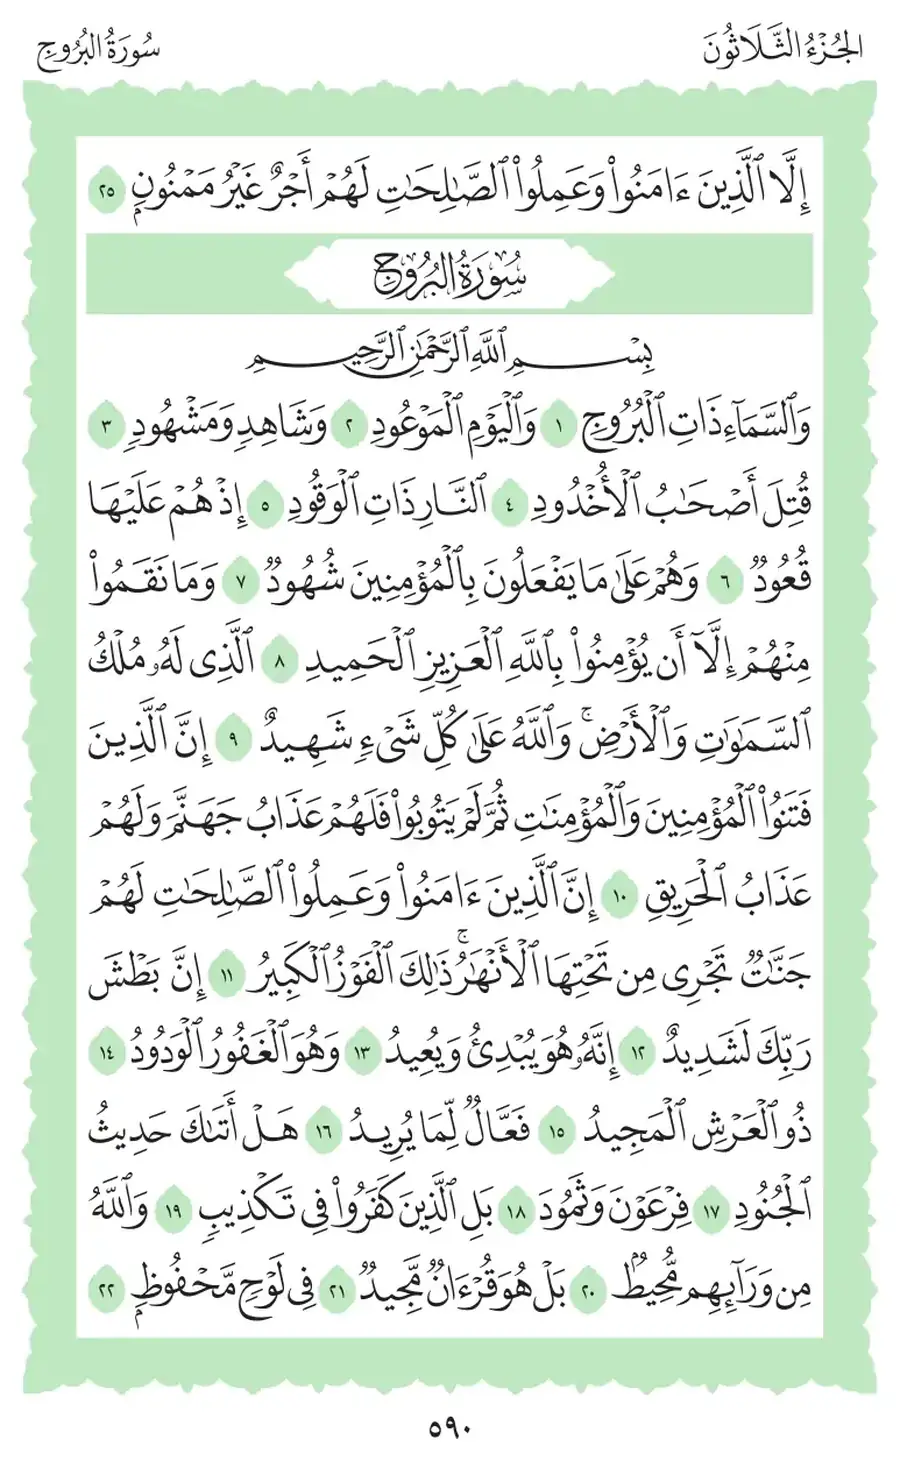 الجُزْءُ الثَّلَاثُونَ
سُورَةُ البُرُوجِ
إِلَّا ٱلَّذِينَ ءَامَنُوا۟ وَعَمِلُوا۟ ٱلصَّـٰلِحَـٰتِ لَهُمْ أَجْرٌ غَيْرُ مَمْنُونٍۭ ٢٥
سُورَةُ البُرُوجِ
بِسْمِ ٱللَّهِ ٱلرَّحْمَـٰنِ ٱلرَّحِيمِ
وَٱلسَّمَآءِ ذَاتِ ٱلْبُرُوجِ ١ وَٱلْيَوْمِ ٱلْمَوْعُودِ ٢ وَشَاهِدٍ وَمَشْهُودٍ ٣
قُتِلَ أَصْحَـٰبُ ٱلْأُخْدُودِ ٤ ٱلنَّارِ ذَاتِ ٱلْوَقُودِ ٥ إِذْ هُمْ عَلَيْهَا
قُعُودٌ ٦ وَهُمْ عَلَىٰ مَا يَفْعَلُونَ بِٱلْمُؤْمِنِينَ شُهُودٌ ٧ وَمَا نَقَمُوا۟
مِنْهُمْ إِلَّآ أَن يُؤْمِنُوا۟ بِٱللَّهِ ٱلْعَزِيزِ ٱلْحَمِيدِ ٨ ٱلَّذِى لَهُۥ مُلْكُ
ٱلسَّمَـٰوَٰتِ وَٱلْأَرْضِ ۚ وَٱللَّهُ عَلَىٰ كُلِّ شَىْءٍ شَهِيدٌ ٩ إِنَّ ٱلَّذِينَ
فَتَنُوا۟ ٱلْمُؤْمِنِينَ وَٱلْمُؤْمِنَـٰتِ ثُمَّ لَمْ يَتُوبُوا۟ فَلَهُمْ عَذَابُ جَهَنَّمَ وَلَهُمْ
عَذَابُ ٱلْحَرِيقِ ١٠ إِنَّ ٱلَّذِينَ ءَامَنُوا۟ وَعَمِلُوا۟ ٱلصَّـٰلِحَـٰتِ لَهُمْ
جَنَّـٰتٌ تَجْرِى مِن تَحْتِهَا ٱلْأَنْهَـٰرُ ۚ ذَٰلِكَ ٱلْفَوْزُ ٱلْكَبِيرُ ١١ إِنَّ بَطْشَ
رَبِّكَ لَشَدِيدٌ ١٢ إِنَّهُۥ هُوَ يُبْدِئُ وَيُعِيدُ ١٣ وَهُوَ ٱلْغَفُورُ ٱلْوَدُودُ ١٤
ذُو ٱلْعَرْشِ ٱلْمَجِيدُ ١٥ فَعَّالٌ لِّمَا يُرِيدُ ١٦ هَلْ أَتَىٰكَ حَدِيثُ
ٱلْجُنُودِ ١٧ فِرْعَوْنَ وَثَمُودَ ١٨ بَلِ ٱلَّذِينَ كَفَرُوا۟ فِى تَكْذِيبٍ ١٩ وَٱللَّهُ
مِن وَرَآئِهِم مُّحِيطٌۢ ٢٠ بَلْ هُوَ قُرْءَانٌ مَّجِيدٌ ٢١ فِى لَوْحٍ مَّحْفُوظٍۭ ٢٢
٥٩٠